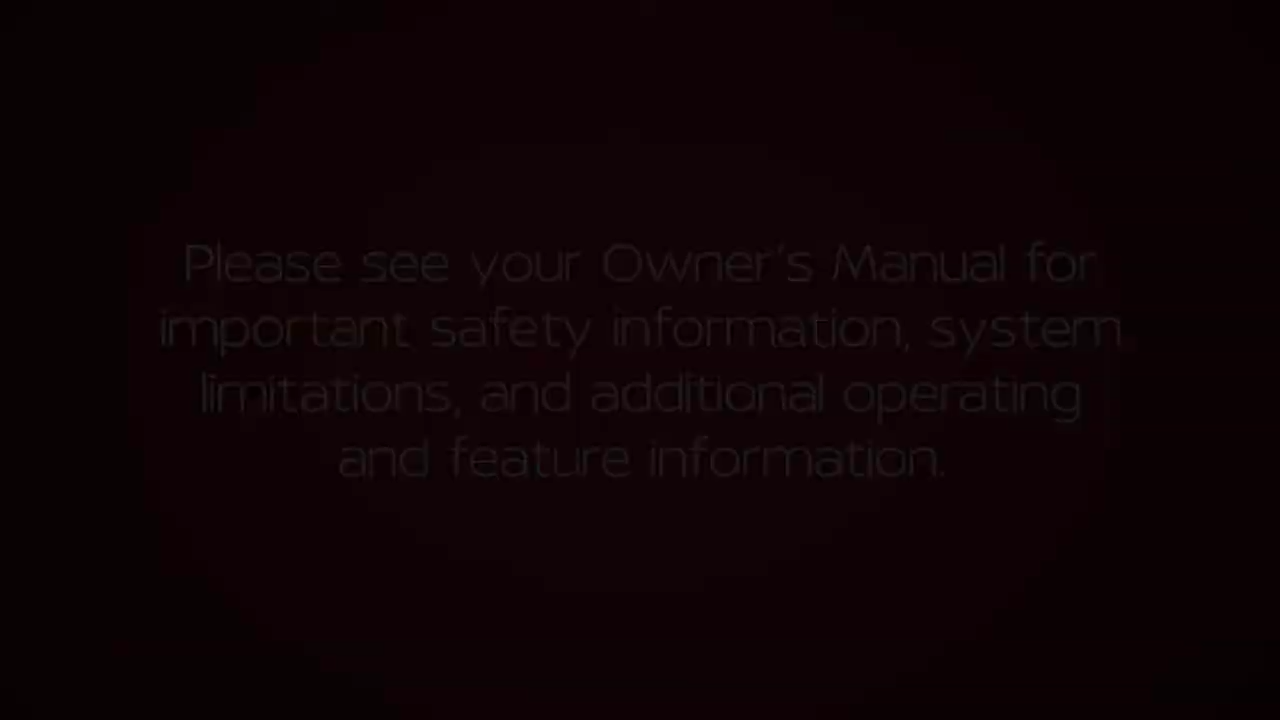 Please see your Owner's Manual for
important safety information, system
limitations, and additional operating
and feature information.